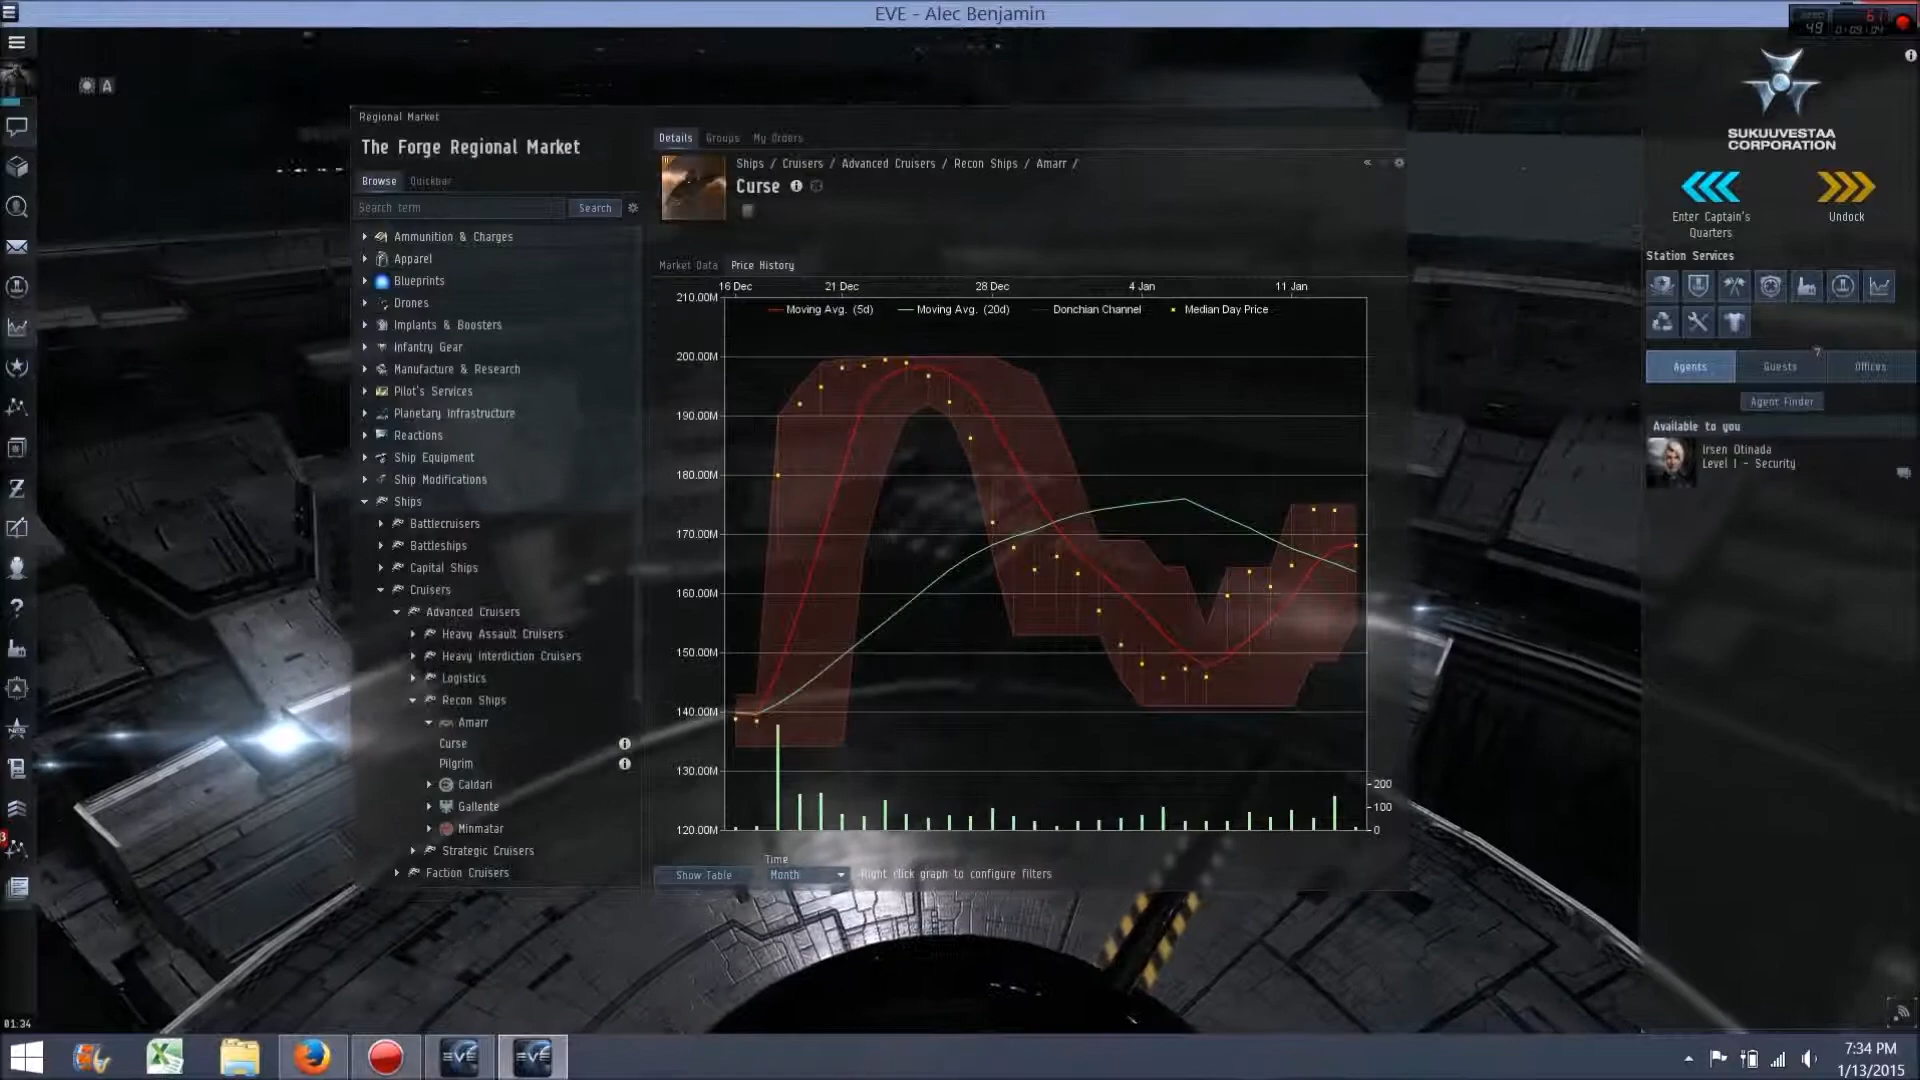 EVE - Alec Benjamin
A
Regional Market
The Forge Regional Market
Browse
Quickbar
Search term
Search
Ammunition & Charges
Apparel
Blueprints
Drones
Implants & Boosters
Infantry Gear
Manufacture & Research
Pilot's Services
Planetary Infrastructure
Reactions
Ship Equipment
Ship Modifications
Ships
Battlecruisers
Battleships
Capital Ships
Cruisers
Advanced Cruisers
Heavy Assault Cruisers
Heavy Interdiction Cruisers
Logistics
Recon Ships
Amarr
Curse
Pilgrim
Caldari
Gallente
Minmatar
Strategic Cruisers
Faction Cruisers
Details
Groups
My Orders
Ships / Cruisers / Advanced Cruisers / Recon Ships / Amarr /
Curse
Market Data
Price History
16 Dec
21 Dec
28 Dec
4 Jan
11 Jan
Moving Avg. (5d)
Moving Avg. (20d)
Donchian Channel
Median Day Price
210.00M
200.00M
190.00M
180.00M
170.00M
160.00M
150.00M
140.00M
130.00M
120.00M
200
100
0
Show Table
Time
Month
Right click graph to configure filters
SUKUUVESTAA
CORPORATION
Enter Captain's
Quarters
Undock
Station Services
Agents
Guests
7
Offices
Agent Finder
Available to you
Irsen Otinada
Level I - Security
01:34
7:34 PM
1/13/2015